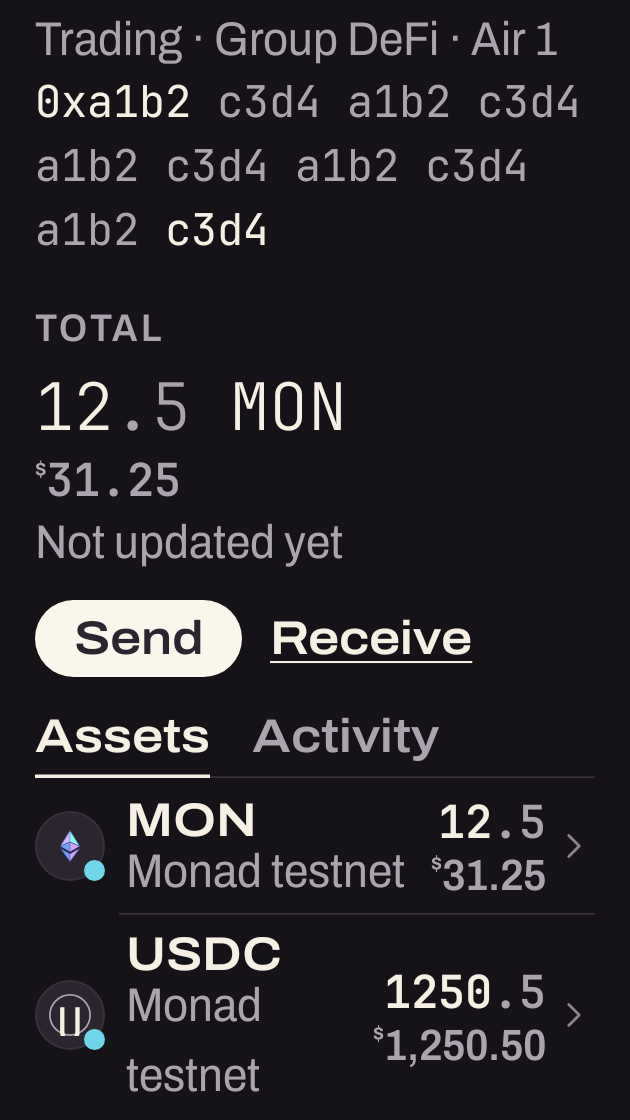 Trading · Group DeFi · Air 1
0xa1b2 c3d4 a1b2 c3d4
a1b2 c3d4 a1b2 c3d4
a1b2 c3d4
TOTAL
12.5 MON
$31.25
Not updated yet
Send Receive
Assets Activity
MON 12.5
Monad testnet $31.25
USDC 1250.5
Monad testnet $1,250.50